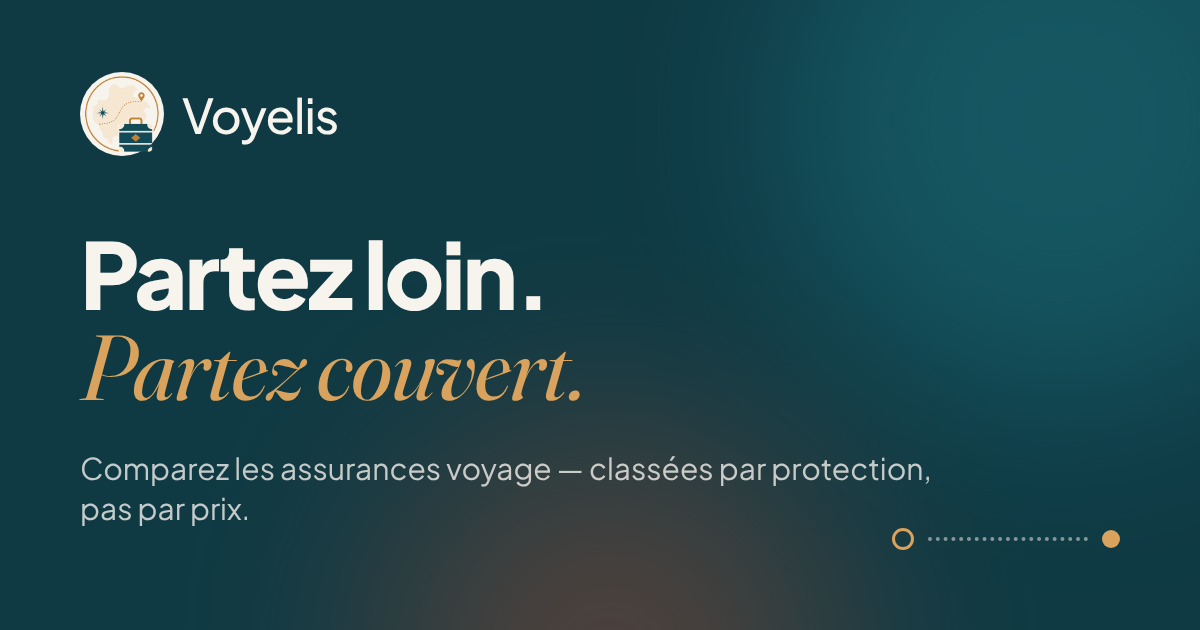 Voyelis
Partez loin.
Partez couvert.
Comparez les assurances voyage — classées par protection,
pas par prix.